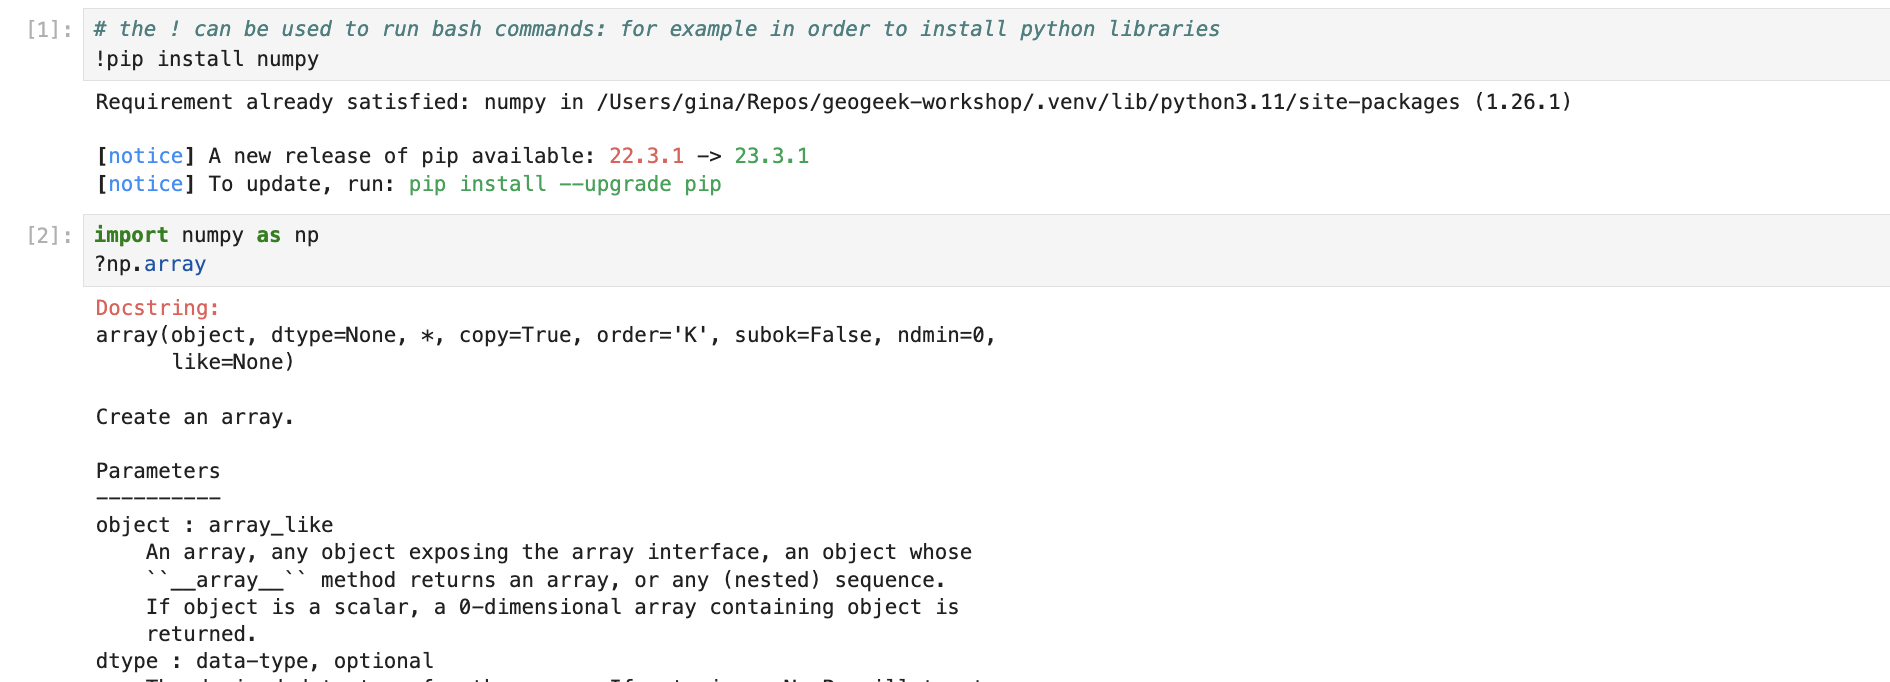 [1]: # the ! can be used to run bash commands: for example in order to install python libraries
!pip install numpy
Requirement already satisfied: numpy in /Users/gina/Repos/geogeek-workshop/.venv/lib/python3.11/site-packages (1.26.1)
[notice] A new release of pip available: 22.3.1 -> 23.3.1
[notice] To update, run: pip install --upgrade pip
[2]: import numpy as np
?np.array
Docstring:
array(object, dtype=None, *, copy=True, order='K', subok=False, ndmin=0,
      like=None)
Create an array.
Parameters
----------
object : array_like
    An array, any object exposing the array interface, an object whose
    ``__array__`` method returns an array, or any (nested) sequence.
    If object is a scalar, a 0-dimensional array containing object is
    returned.
dtype : data-type, optional